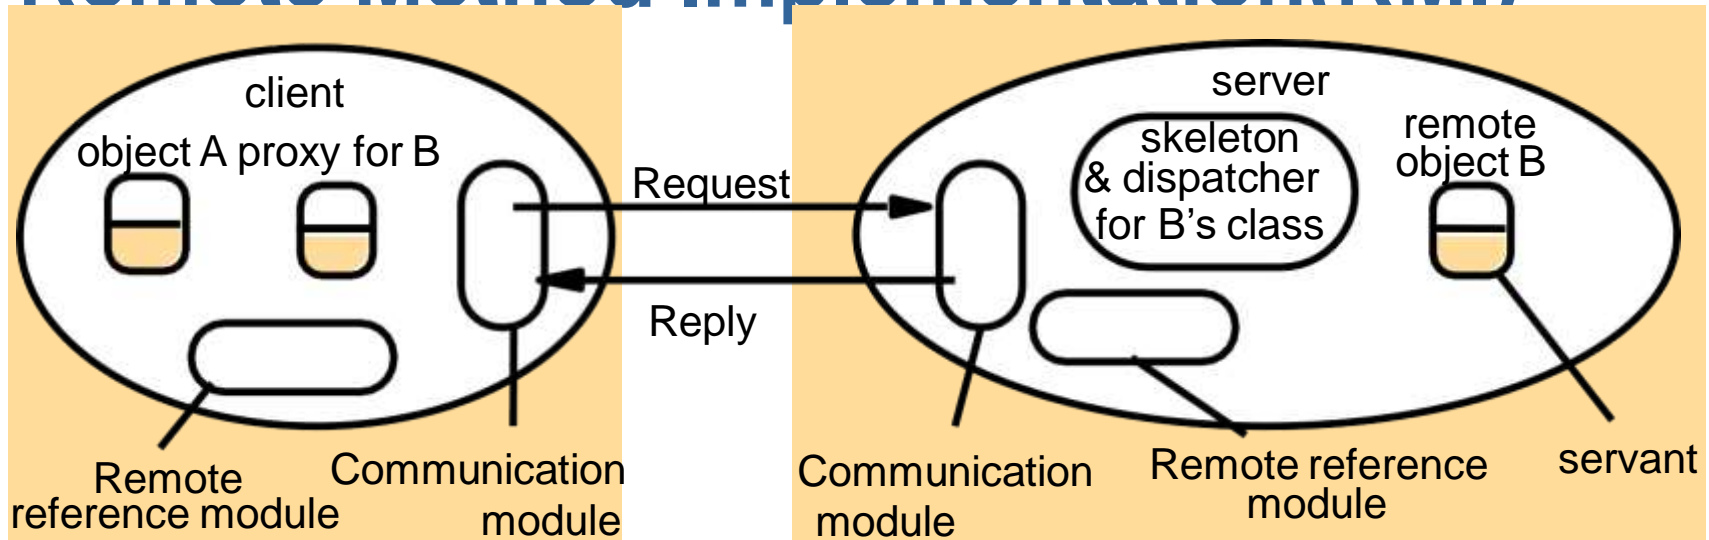 client
object A proxy for B
Request
Reply
Remote
reference module
Communication
module
server
skeleton
& dispatcher
for B’s class
remote
object B
Communication
module
Remote reference
module
servant